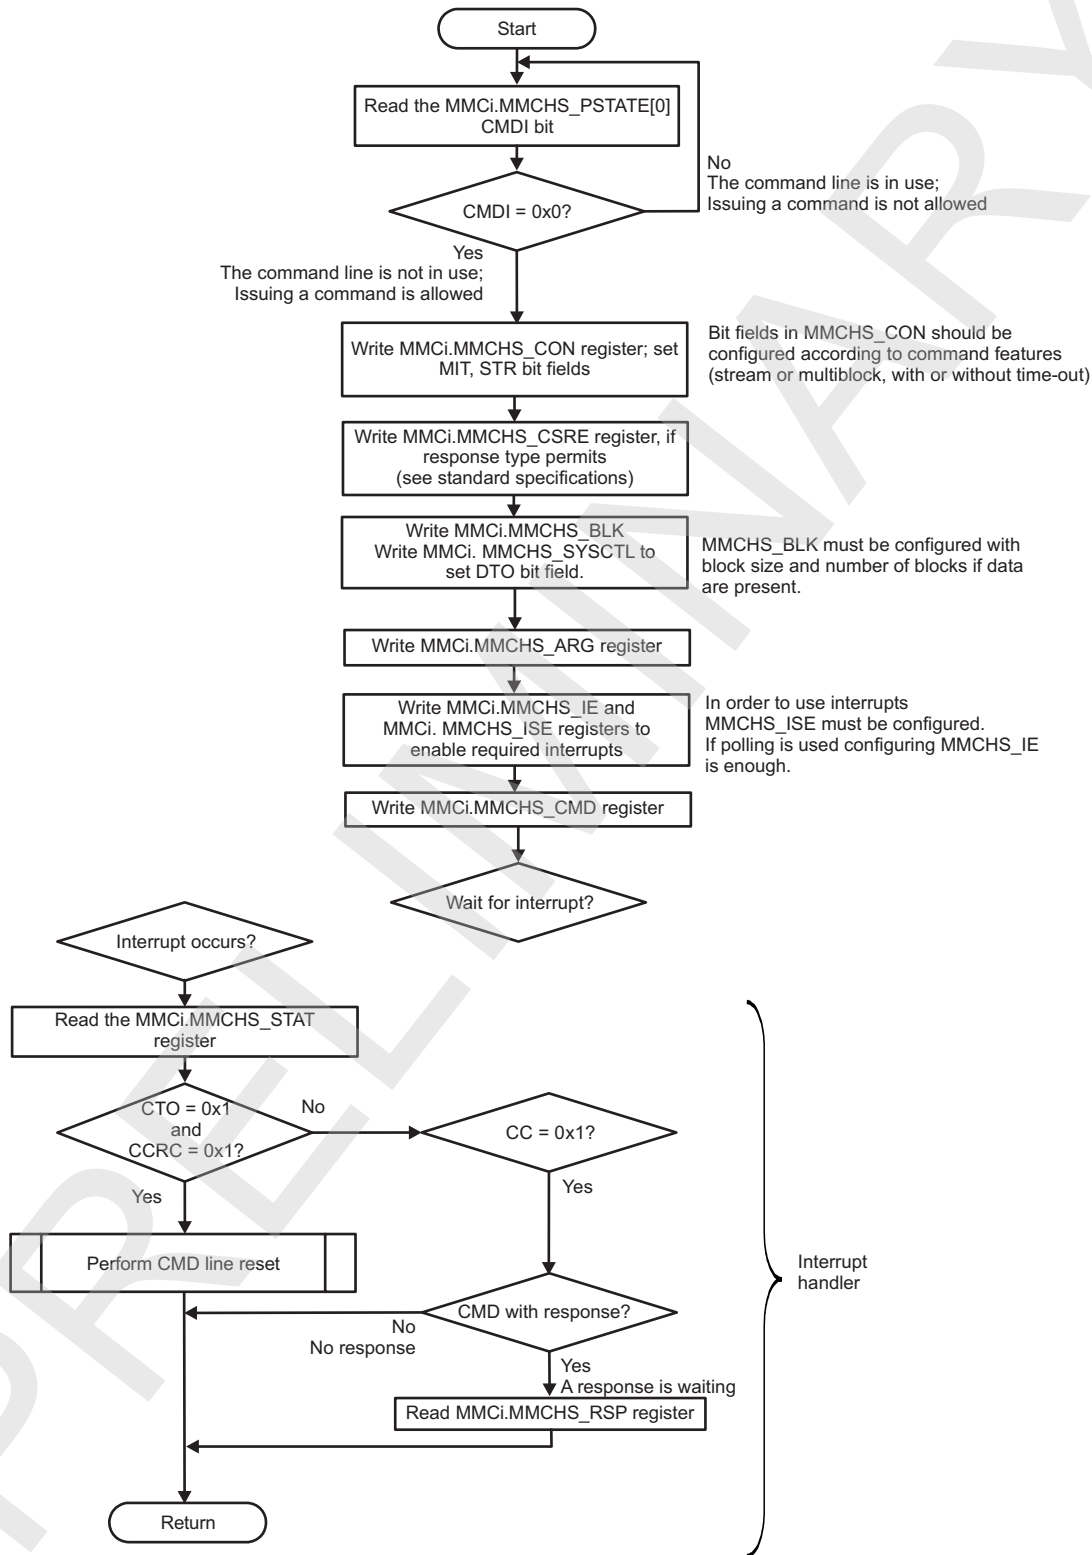 Start
Read the MMCi.MMCHS_PSTATE[0]
CMDI bit
No
The command line is in use;
Issuing a command is not allowed
CMDI = 0x0?
Yes
The command line is not in use;
Issuing a command is allowed
Write MMCi.MMCHS_CON register; set
MIT, STR bit fields
Bit fields in MMCHS_CON should be
configured according to command features
(stream or multiblock, with or without time-out)
Write MMCi.MMCHS_CSRE register, if
response type permits
(see standard specifications)
Write MMCi.MMCHS_BLK
Write MMCi. MMCHS_SYSCTL to
set DTO bit field.
MMCHS_BLK must be configured with
block size and number of blocks if data
are present.
Write MMCi.MMCHS_ARG register
Write MMCi.MMCHS_IE and
MMCi. MMCHS_ISE registers to
enable required interrupts
In order to use interrupts
MMCHS_ISE must be configured.
If polling is used configuring MMCHS_IE
is enough.
Write MMCi.MMCHS_CMD register
Wait for interrupt?
Interrupt occurs?
Read the MMCi.MMCHS_STAT
register
CTO = 0x1
and
CCRC = 0x1?
No
CC = 0x1?
Yes
Yes
Perform CMD line reset
Interrupt
handler
CMD with response?
No
No response
Yes
A response is waiting
Read MMCi.MMCHS_RSP register
Return
PRELIMINARY